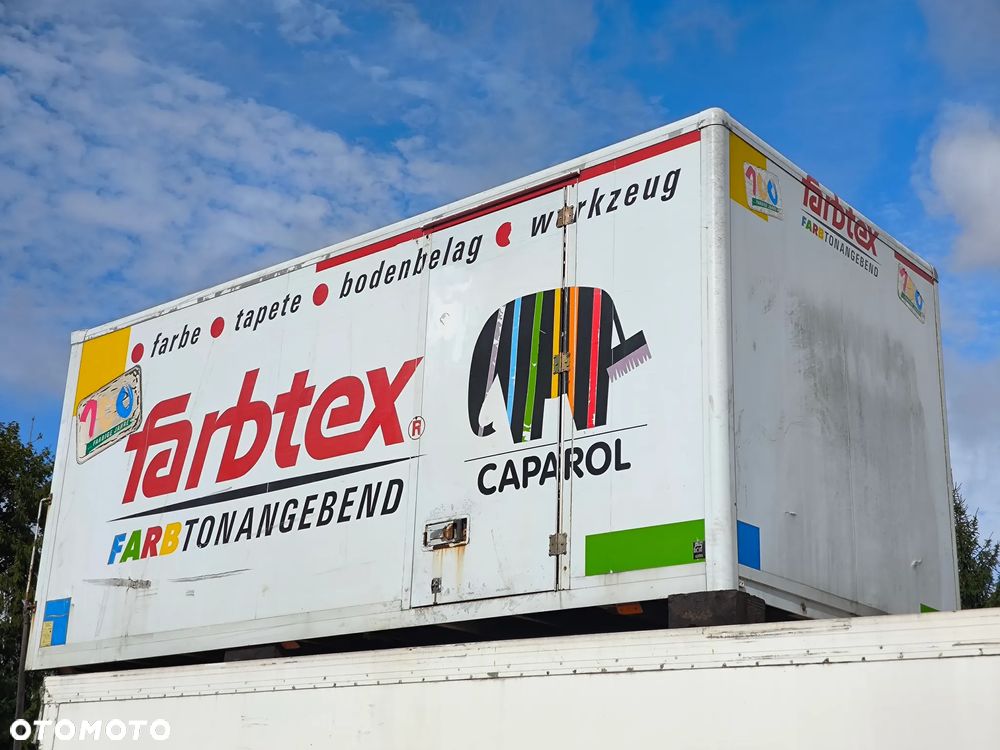 • farbe • tapete • bodenbelag • werkzeug
farbtex ®
FARBTONANGEBEND
CAPAROL
farbtex
FARBTONANGEBEND
OTOMOTO